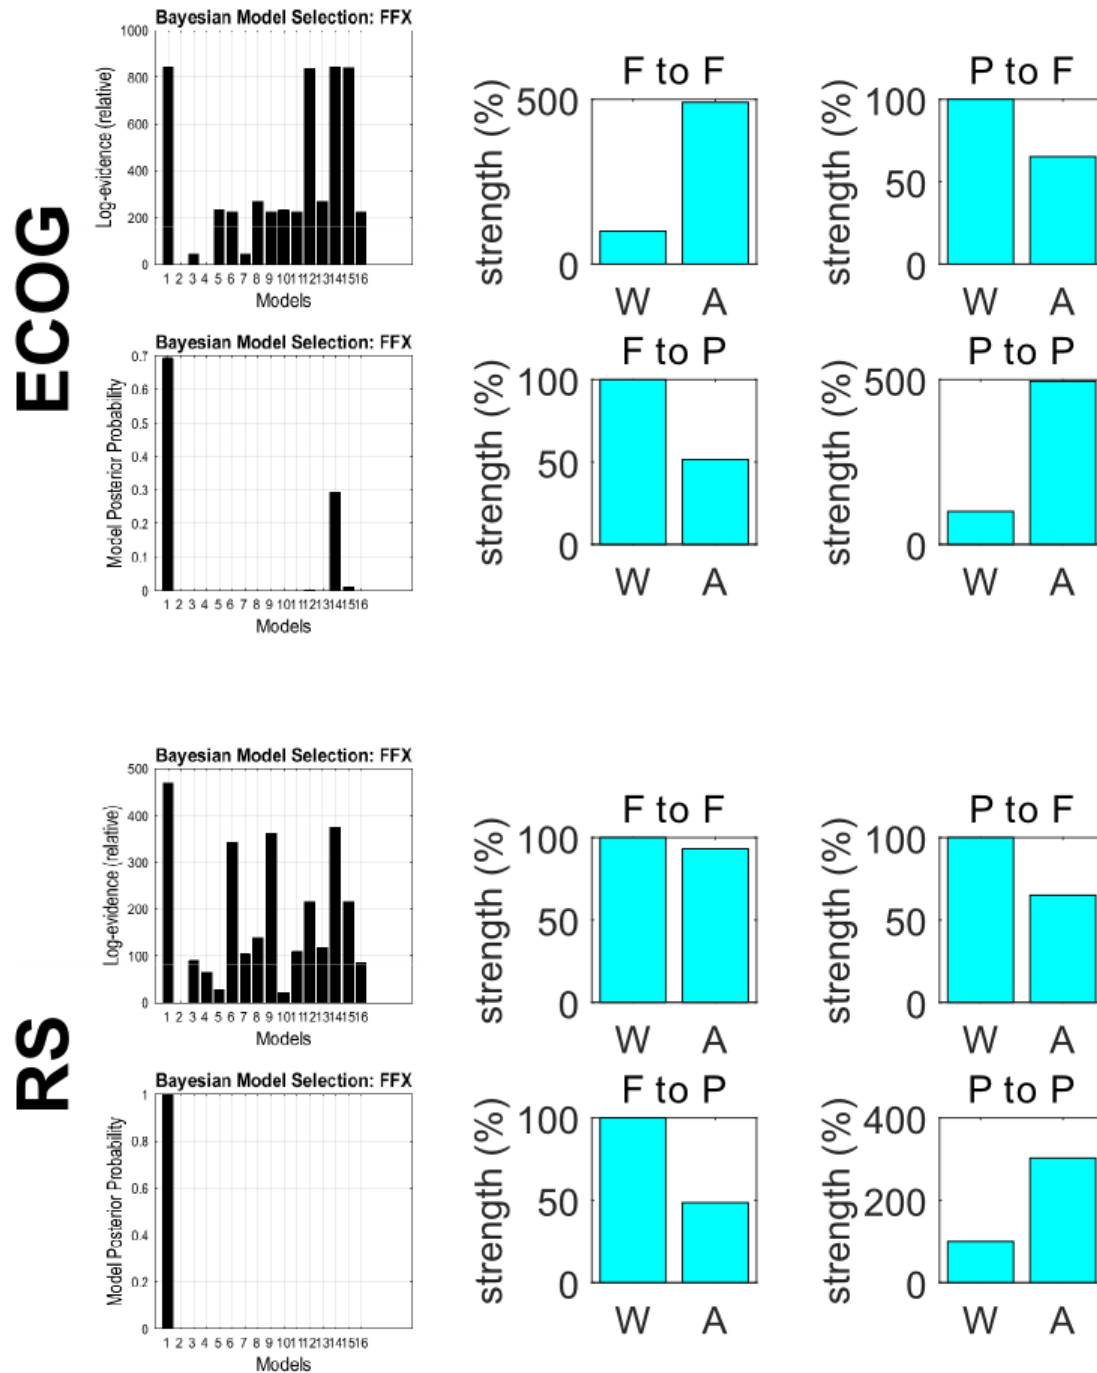 ECOG
Bayesian Model Selection: FFX
Log-evidence (relative)
1000
800
600
400
200
0
1 2 3 4 5 6 7 8 9 10 11 12 13 14 15 16
Models
F to F
strength (%)
500
0
W A
P to F
strength (%)
100
50
0
W A
Bayesian Model Selection: FFX
Model Posterior Probability
0.7
0.6
0.5
0.4
0.3
0.2
0.1
0
1 2 3 4 5 6 7 8 9 10 11 12 13 14 15 16
Models
F to P
strength (%)
100
50
0
W A
P to P
strength (%)
500
0
W A
RS
Bayesian Model Selection: FFX
Log-evidence (relative)
500
400
300
200
100
0
1 2 3 4 5 6 7 8 9 10 11 12 13 14 15 16
Models
F to F
strength (%)
100
50
0
W A
P to F
strength (%)
100
50
0
W A
Bayesian Model Selection: FFX
Model Posterior Probability
1
0.8
0.6
0.4
0.2
0
1 2 3 4 5 6 7 8 9 10 11 12 13 14 15 16
Models
F to P
strength (%)
100
50
0
W A
P to P
strength (%)
400
200
0
W A